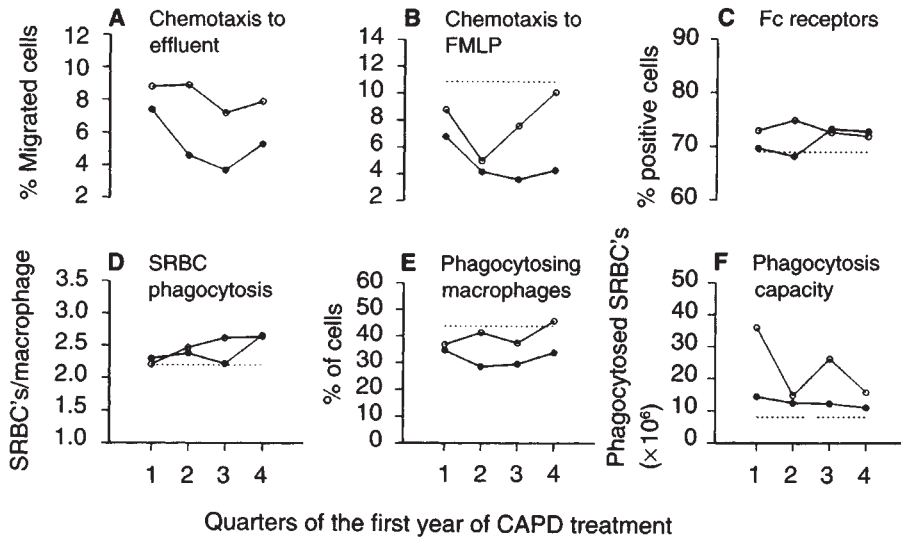 A Chemotaxis to
effluent
% Migrated cells
12
10
8
6
4
2
B Chemotaxis to
FMLP
14
12
10
8
6
4
2
C Fc receptors
% positive cells
90
80
70
60
D SRBC
phagocytosis
SRBC's/macrophage
3.5
3.0
2.5
2.0
1.5
1.0
1 2 3 4
E Phagocytosing
macrophages
% of cells
60
50
40
30
20
10
0
1 2 3 4
F Phagocytosis
capacity
Phagocytosed SRBC's
(×10⁶)
50
40
30
20
10
0
1 2 3 4
Quarters of the first year of CAPD treatment